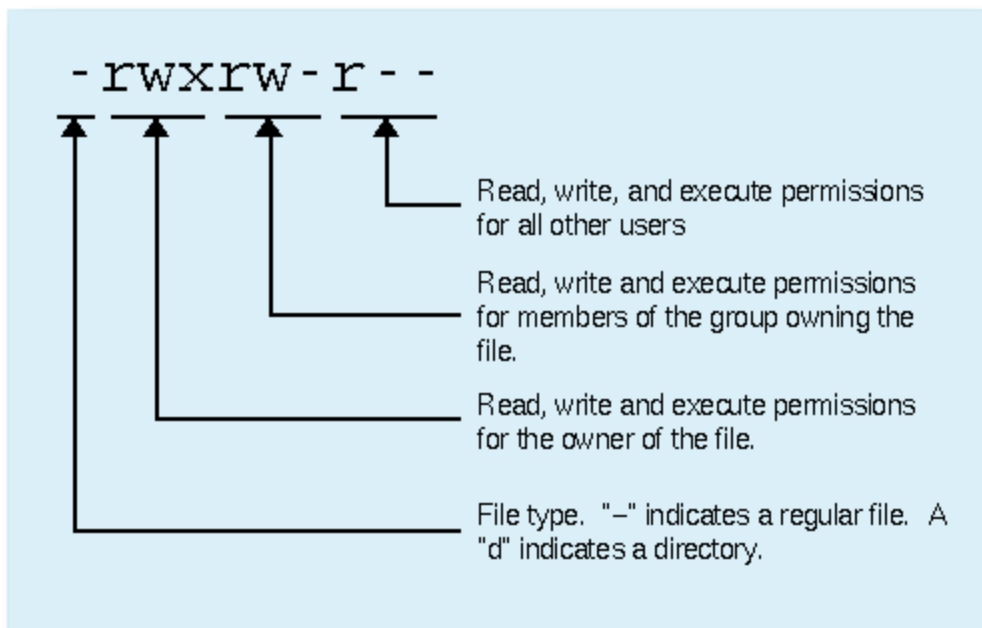 -rwxrw-r--
Read, write, and execute permissions
for all other users
Read, write and execute permissions
for members of the group owning the
file.
Read, write and execute permissions
for the owner of the file.
File type. "–" indicates a regular file. A
"d" indicates a directory.